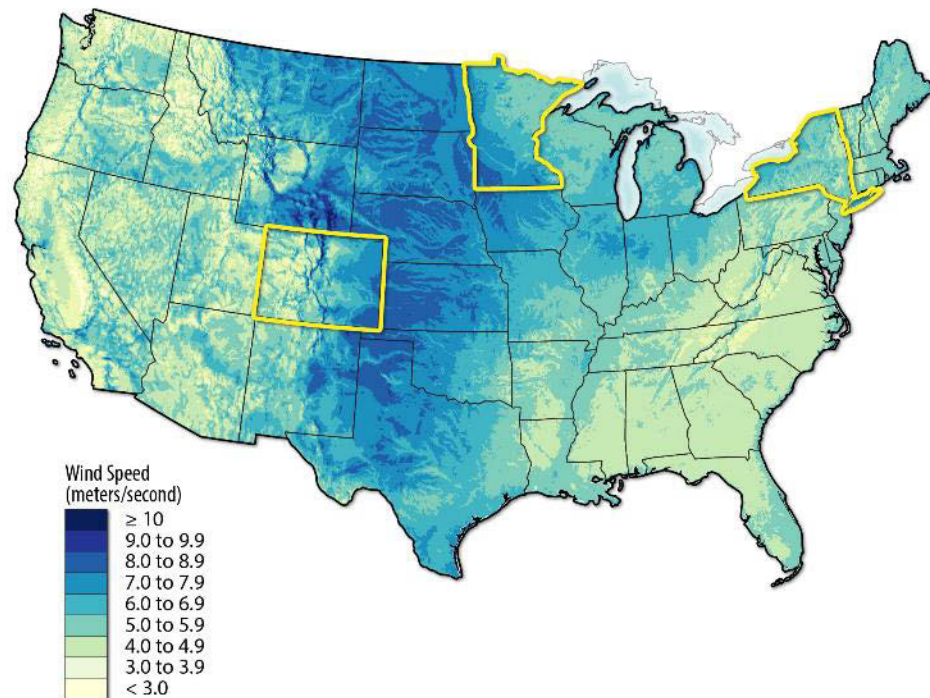 Wind Speed
(meters/second)
≥ 10
9.0 to 9.9
8.0 to 8.9
7.0 to 7.9
6.0 to 6.9
5.0 to 5.9
4.0 to 4.9
3.0 to 3.9
< 3.0